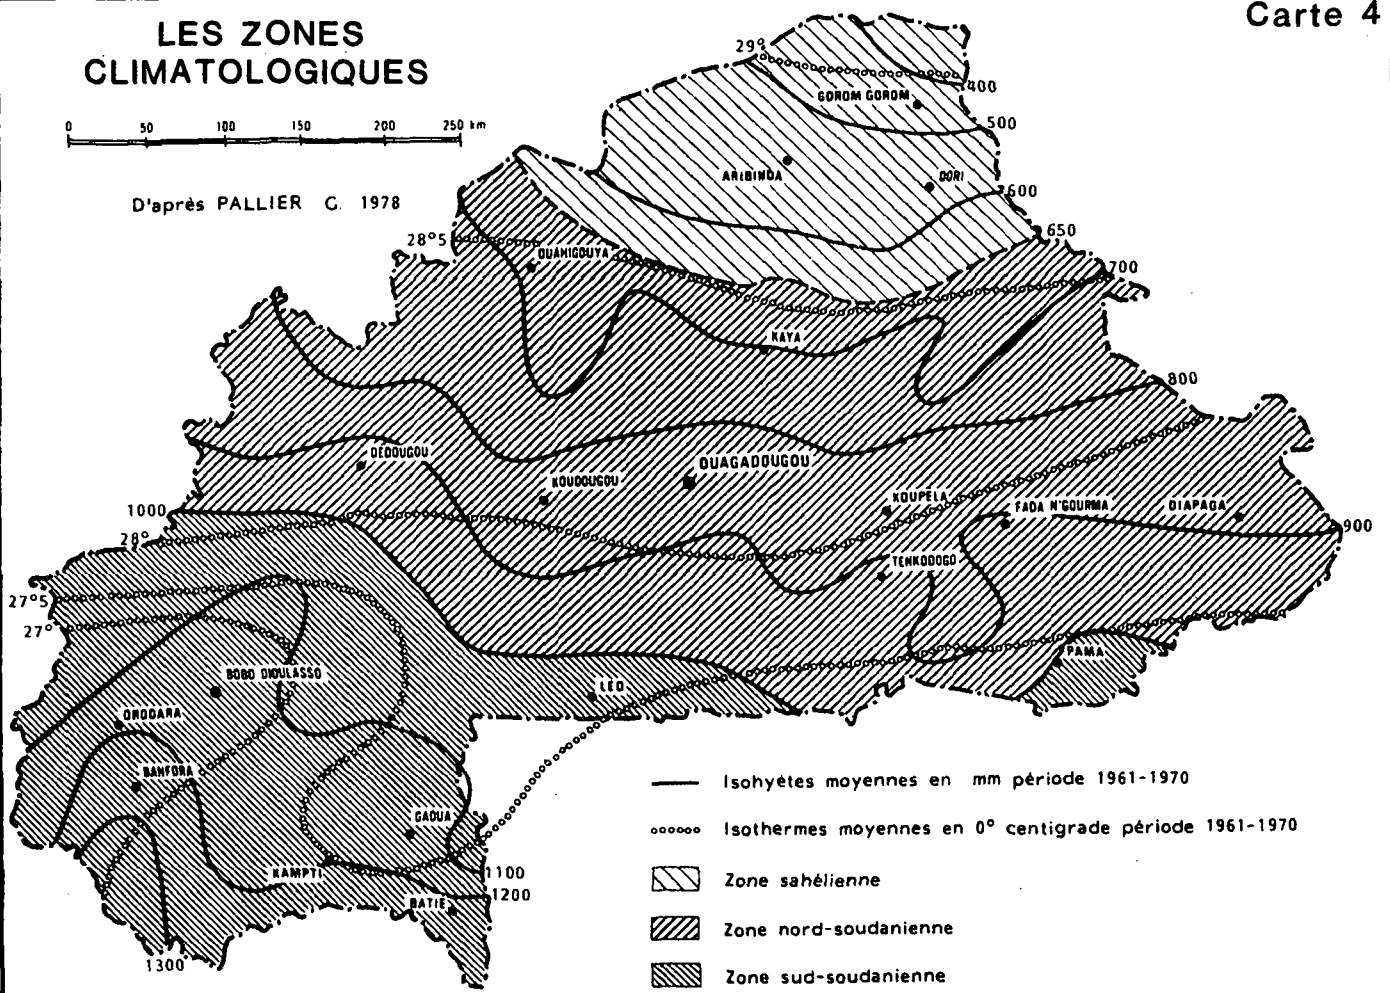 Carte 4
LES ZONES
CLIMATOLOGIQUES
0 50 100 150 200 250 km
D'après PALLIER G. 1978
29°
400
GOROM GOROM
500
ARIBINDA
DORI
600
650
28°5
OUAHIGOUYA
700
KAYA
800
DEDOUGOU
KOUDOUGOU
OUAGADOUGOU
KOUPELA
FADA N'GOURMA
DIAPAGA
1000
900
28°
TENKODOGO
27°5
27°
PAMA
BOBO DIOULASSO
LEO
ORODARA
BANFORA
GAOUA
KAMPTI
1100
1200
BATIE
1300
Isohyètes moyennes en mm période 1961-1970
Isothermes moyennes en 0° centigrade période 1961-1970
Zone sahélienne
Zone nord-soudanienne
Zone sud-soudanienne